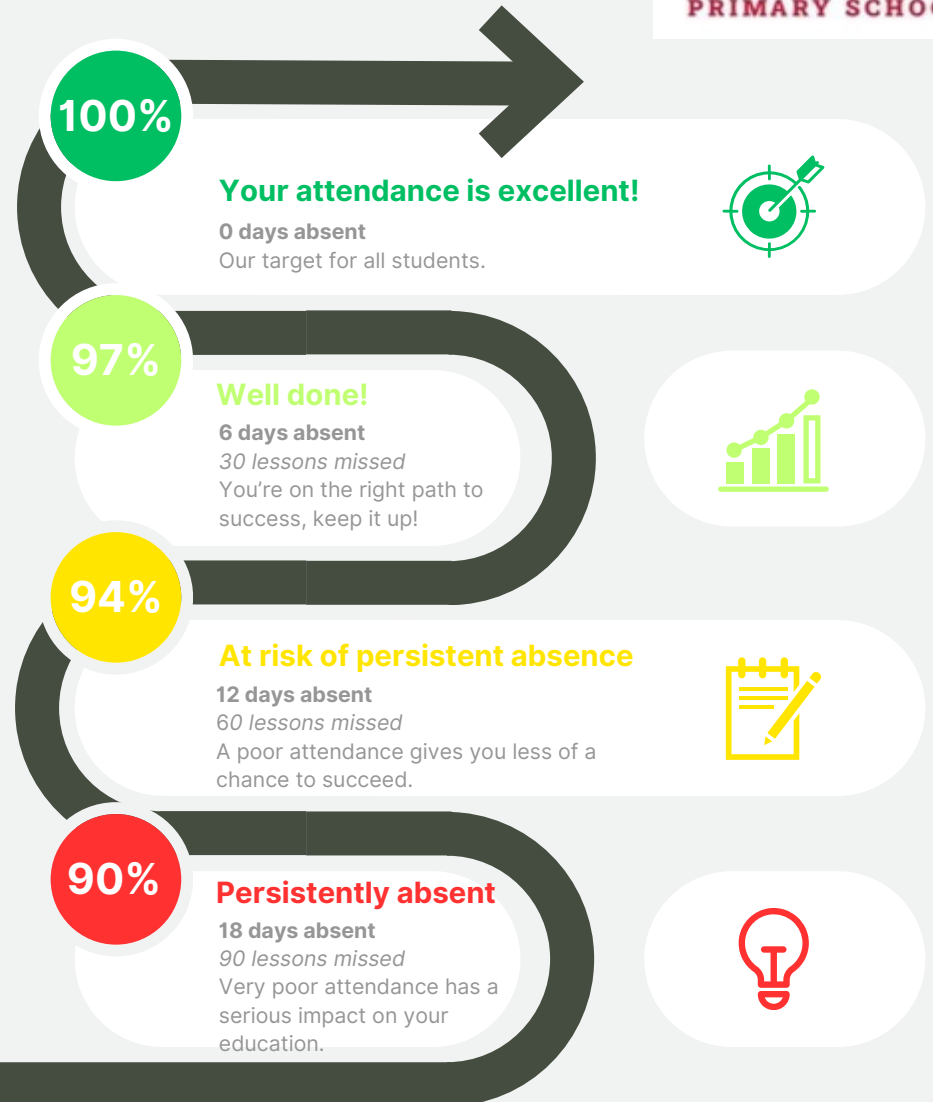 PRIMARY
100%
Your attendance is excellent!
0 days absent
Our target for all students.
97%
Well done!
6 days absent
30 lessons missed
You’re on the right path to
success, keep it up!
94%
At risk of persistent absence
12 days absent
60 lessons missed
A poor attendance gives you less of a
chance to succeed.
90%
Persistently absent
18 days absent
90 lessons missed
Very poor attendance has a
serious impact on your
education.